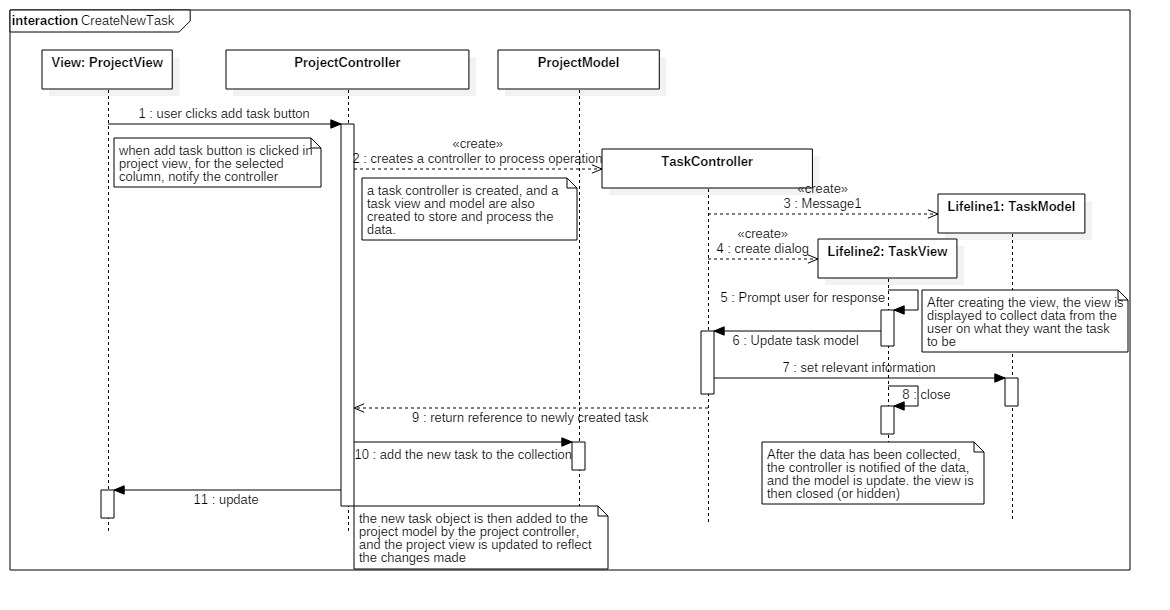 interaction CreateNewTask
View: ProjectView
ProjectController
ProjectModel
1 : user clicks add task button
when add task button is clicked in
project view, for the selected
column, notify the controller
«create»
2 : creates a controller to process operation
TaskController
a task controller is created, and a
task view and model are also
created to store and process the
data.
«create»
3 : Message1
Lifeline1: TaskModel
«create»
4 : create dialog
Lifeline2: TaskView
5 : Prompt user for response
After creating the view, the view is
displayed to collect data from the
user on what they want the task
to be
6 : Update task model
7 : set relevant information
8 : close
9 : return reference to newly created task
10 : add the new task to the collection
After the data has been collected,
the controller is notified of the data,
and the model is update. the view is
then closed (or hidden)
11 : update
the new task object is then added to the
project model by the project controller,
and the project view is updated to reflect
the changes made